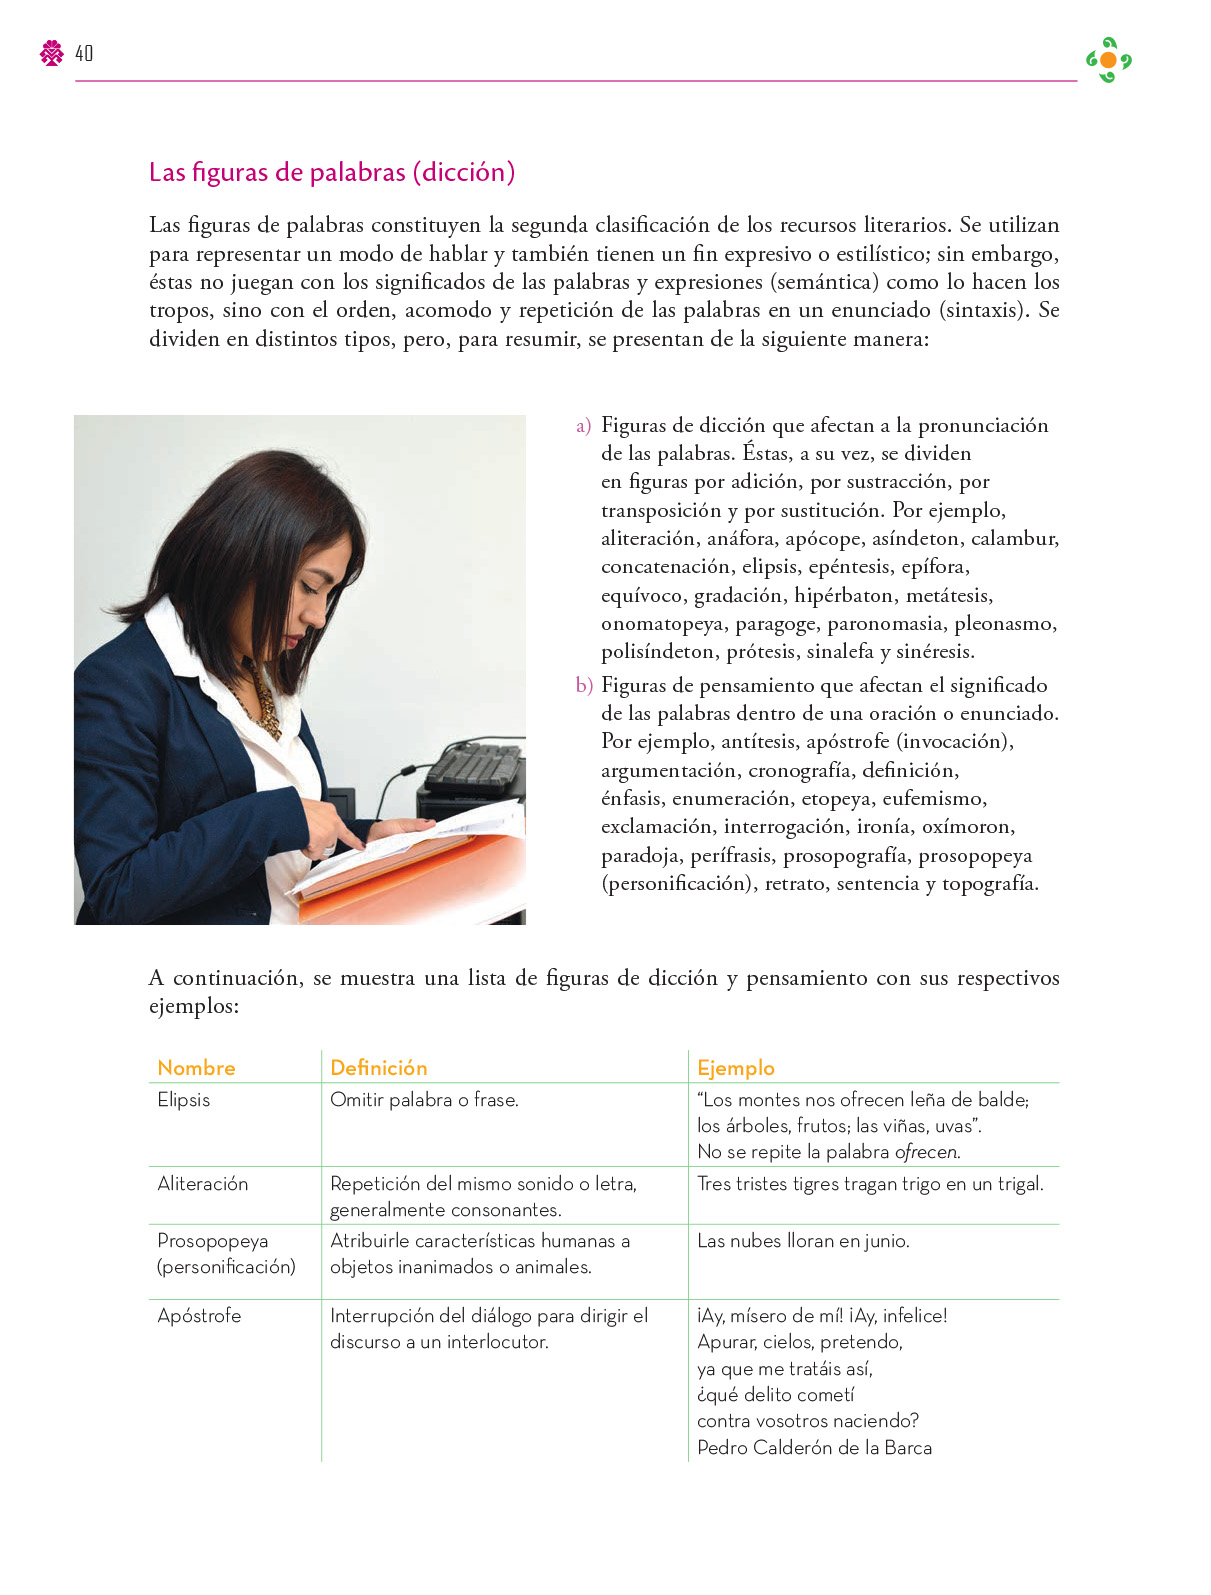 40
Las figuras de palabras (dicción)
Las figuras de palabras constituyen la segunda clasificación de los recursos literarios. Se utilizan
para representar un modo de hablar y también tienen un fin expresivo o estilístico; sin embargo,
éstas no juegan con los significados de las palabras y expresiones (semántica) como lo hacen los
tropos, sino con el orden, acomodo y repetición de las palabras en un enunciado (sintaxis). Se
dividen en distintos tipos, pero, para resumir, se presentan de la siguiente manera:
a) Figuras de dicción que afectan a la pronunciación
de las palabras. Éstas, a su vez, se dividen
en figuras por adición, por sustracción, por
transposición y por sustitución. Por ejemplo,
aliteración, anáfora, apócope, asíndeton, calambur,
concatenación, elipsis, epéntesis, epífora,
equívoco, gradación, hipérbaton, metátesis,
onomatopeya, paragoge, paronomasia, pleonasmo,
polisíndeton, prótesis, sinalefa y sinéresis.
b) Figuras de pensamiento que afectan el significado
de las palabras dentro de una oración o enunciado.
Por ejemplo, antítesis, apóstrofe (invocación),
argumentación, cronografía, definición,
énfasis, enumeración, etopeya, eufemismo,
exclamación, interrogación, ironía, oxímoron,
paradoja, perífrasis, prosopografía, prosopopeya
(personificación), retrato, sentencia y topografía.
A continuación, se muestra una lista de figuras de dicción y pensamiento con sus respectivos
ejemplos:
Nombre Definición Ejemplo
Elipsis Omitir palabra o frase. “Los montes nos ofrecen leña de balde;
los árboles, frutos; las viñas, uvas”.
No se repite la palabra ofrecen.
Aliteración Repetición del mismo sonido o letra, Tres tristes tigres tragan trigo en un trigal.
generalmente consonantes.
Prosopopeya Atribuirle características humanas a Las nubes lloran en junio.
(personificación) objetos inanimados o animales.
Apóstrofe Interrupción del diálogo para dirigir el ¡Ay, mísero de mí! ¡Ay, infelice!
discurso a un interlocutor. Apurar, cielos, pretendo,
ya que me tratáis así,
¿qué delito cometí
contra vosotros naciendo?
Pedro Calderón de la Barca